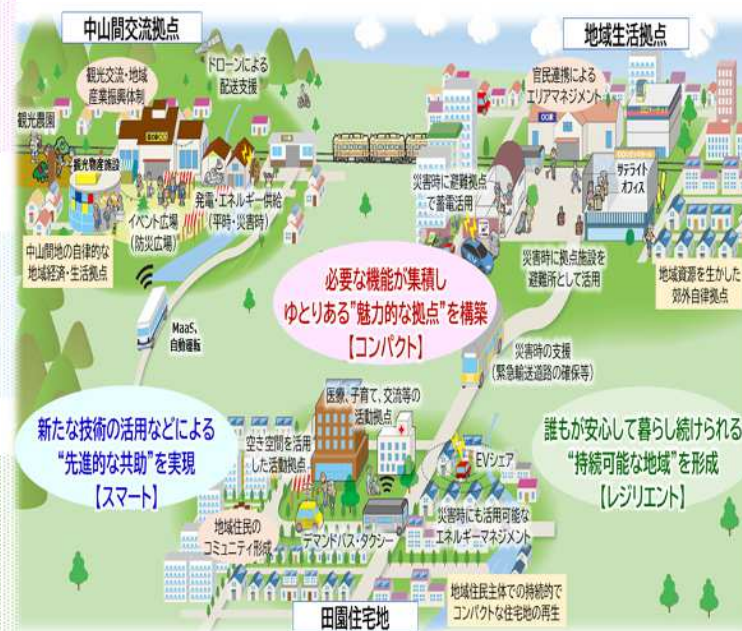 中山間交流拠点
地域生活拠点
観光交流・地域
産業振興体制
ドローンによる
配送支援
官民連携による
エリアマネジメント
観光農園
観光物産施設
発電・エネルギー供給
(平時・災害時)
イベント広場
(防災広場)
中山間地の自律的な
地域経済・生活拠点
災害時に避難拠点
で蓄電活用
サテライト
オフィス
災害時に拠点施設を
避難所として活用
地域資源を生かした
郊外自律拠点
必要な機能が集積し
ゆとりある"魅力的な拠点"を構築
【コンパクト】
MaaS、
自動運転
災害時の支援
(緊急輸送道路の確保等)
新たな技術の活用などによる
"先進的な共助"を実現
【スマート】
医療、子育て、交流等の
活動拠点
空き空間を活用
した活動拠点
EVシェア
誰もが安心して暮らし続けられる
"持続可能な地域"を形成
【レジリエント】
地域住民の
コミュニティ形成
デマンドバス・タクシー
災害時にも活用可能な
エネルギーマネジメント
地域住民主体での持続的で
コンパクトな住宅地の再生
田園住宅地